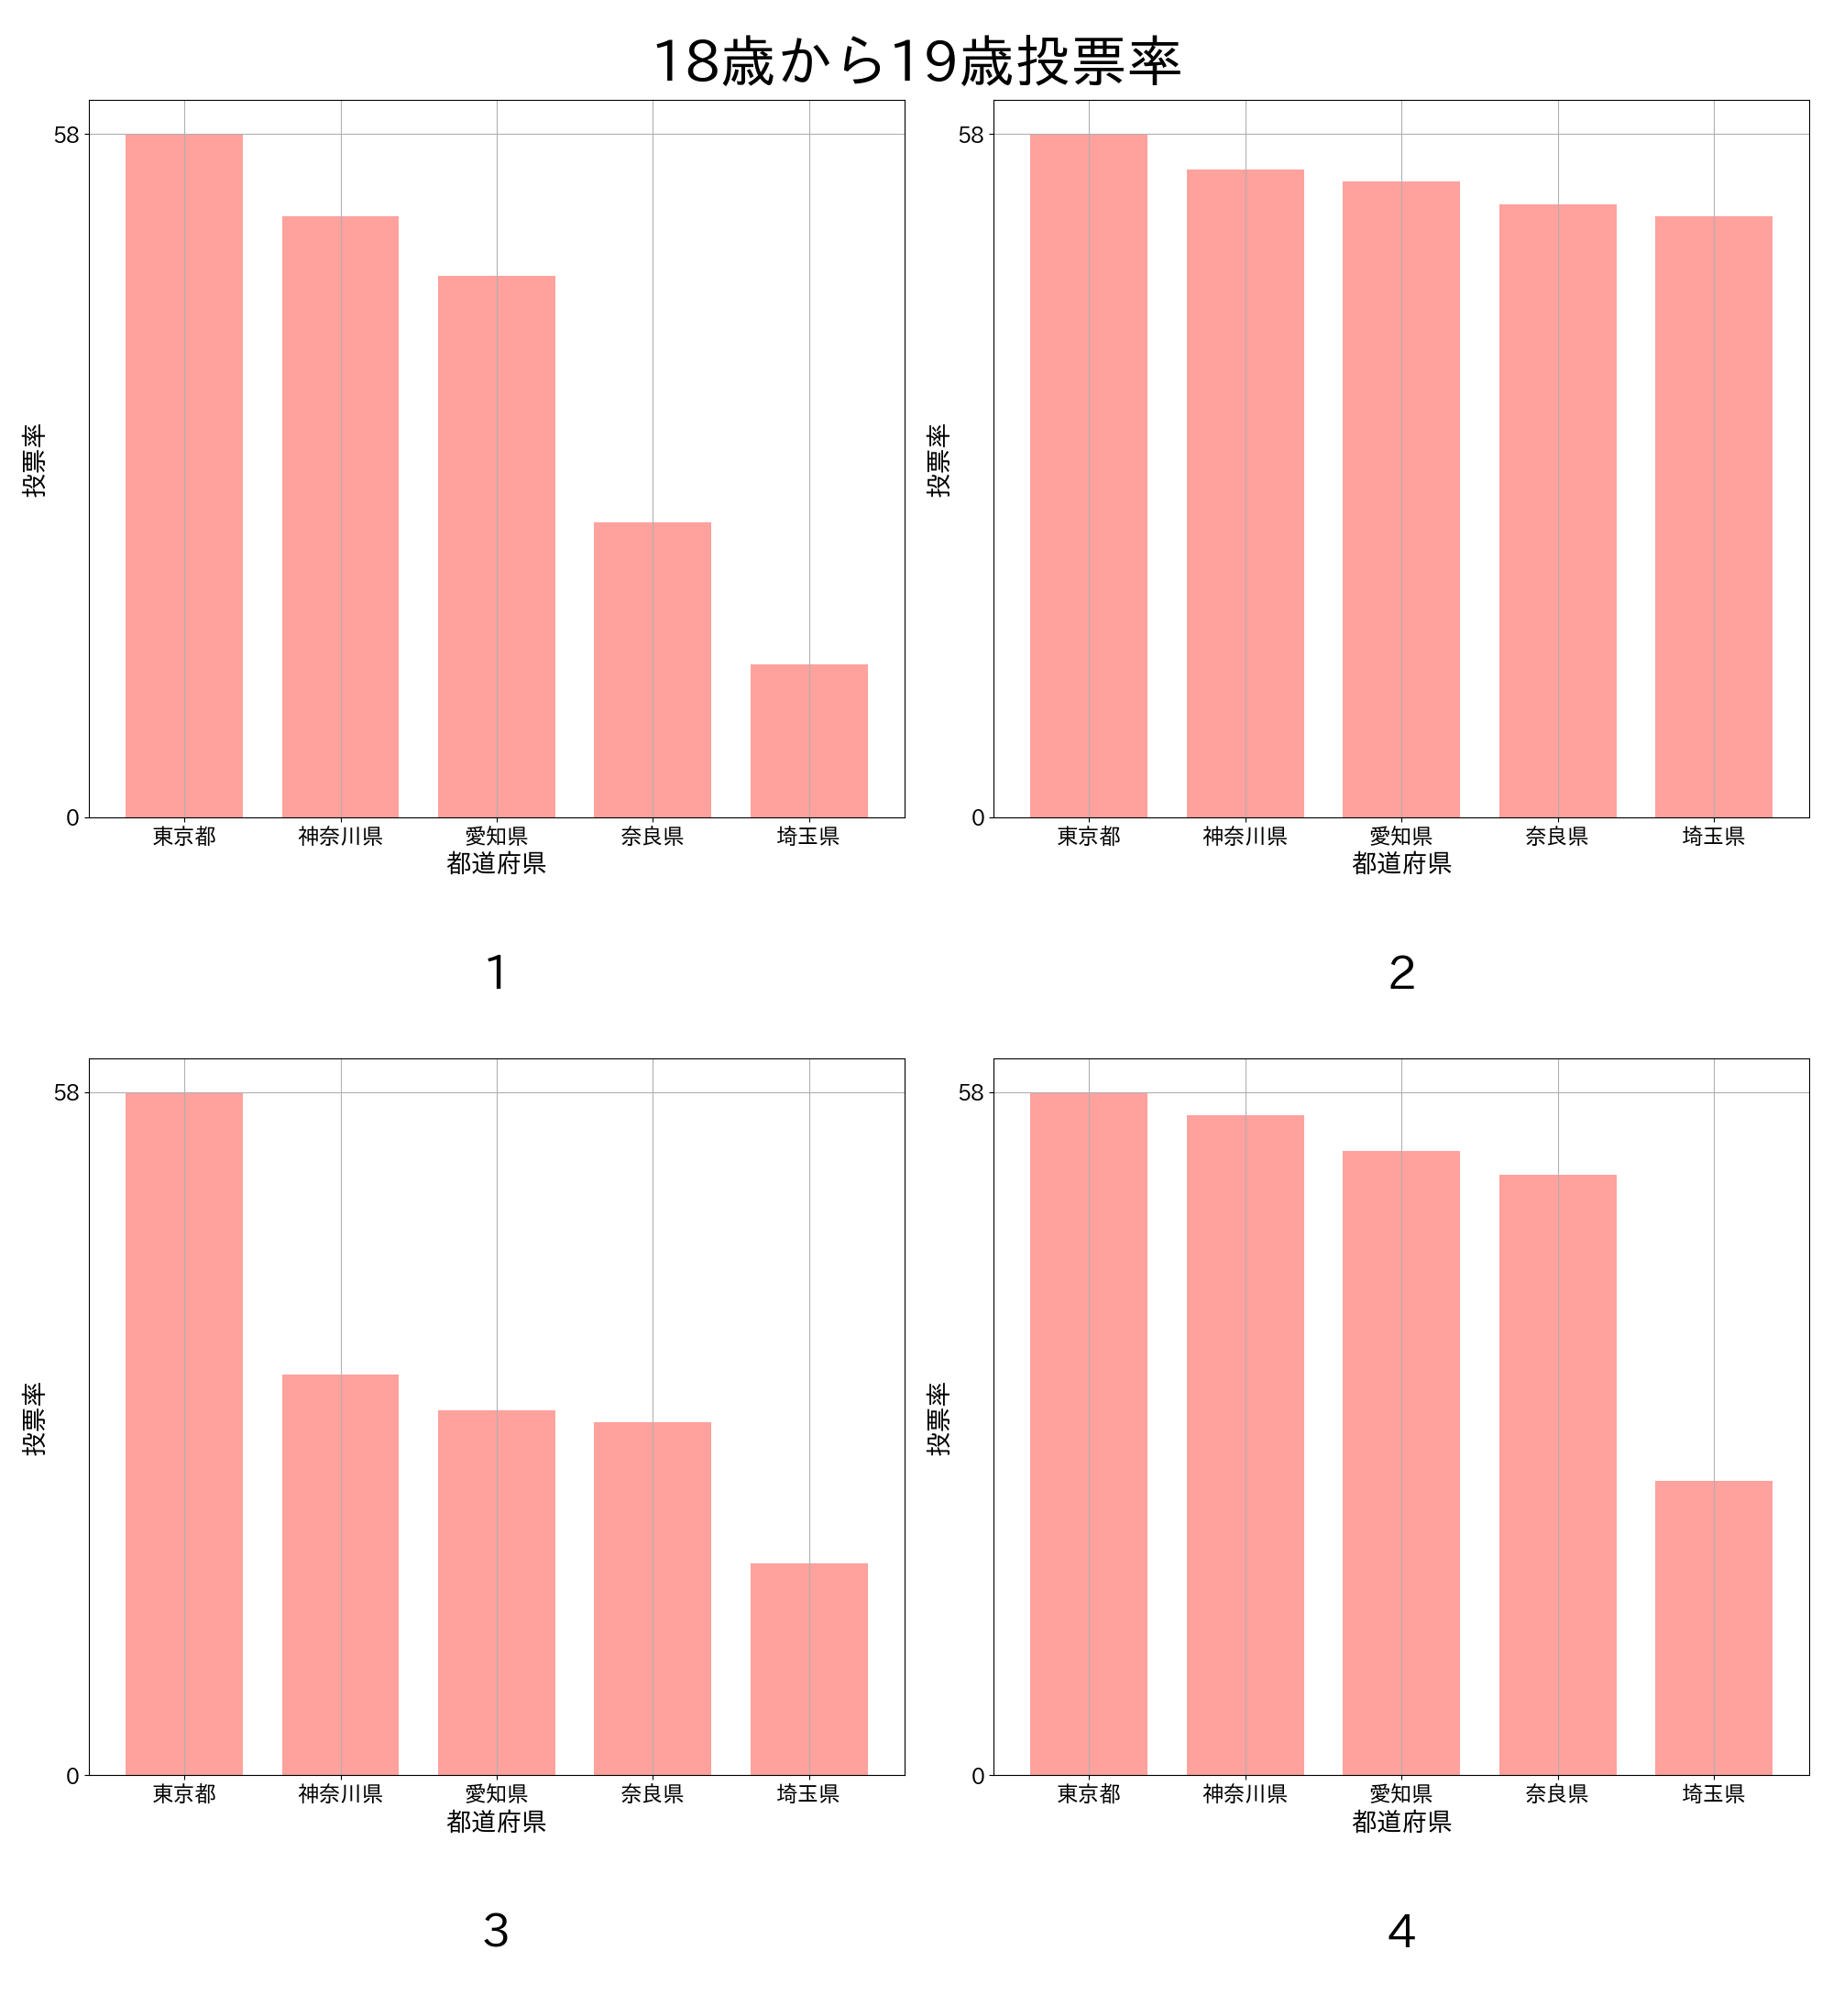 18歳から19歳投票率
58
0
投票率
東京都 神奈川県 愛知県 奈良県 埼玉県
都道府県
1
58
0
投票率
東京都 神奈川県 愛知県 奈良県 埼玉県
都道府県
2
58
0
投票率
東京都 神奈川県 愛知県 奈良県 埼玉県
都道府県
3
58
0
投票率
東京都 神奈川県 愛知県 奈良県 埼玉県
都道府県
4